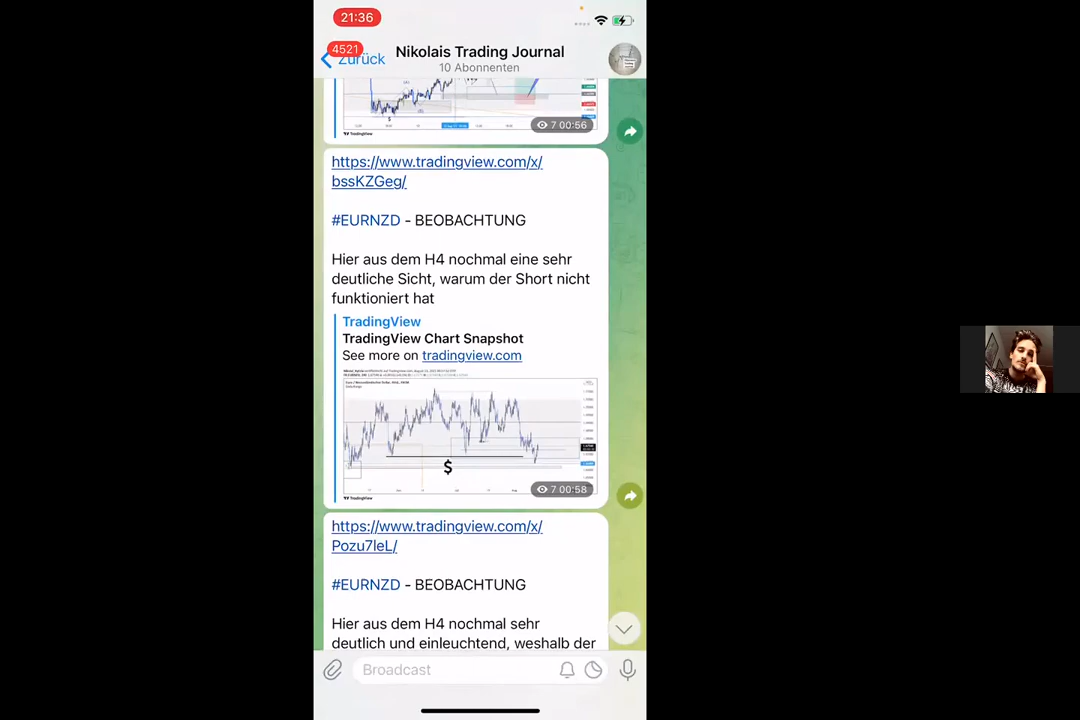 21:36
4521
Zurück
Nikolais Trading Journal
10 Abonnenten
TradingView
7 00:56
https://www.tradingview.com/x/
bssKZGeg/
#EURNZD - BEOBACHTUNG
Hier aus dem H4 nochmal eine sehr
deutliche Sicht, warum der Short nicht
funktioniert hat
TradingView
TradingView Chart Snapshot
See more on tradingview.com
$
TradingView
7 00:58
https://www.tradingview.com/x/
Pozu7leL/
#EURNZD - BEOBACHTUNG
Hier aus dem H4 nochmal sehr
deutlich und einleuchtend, weshalb der
Broadcast